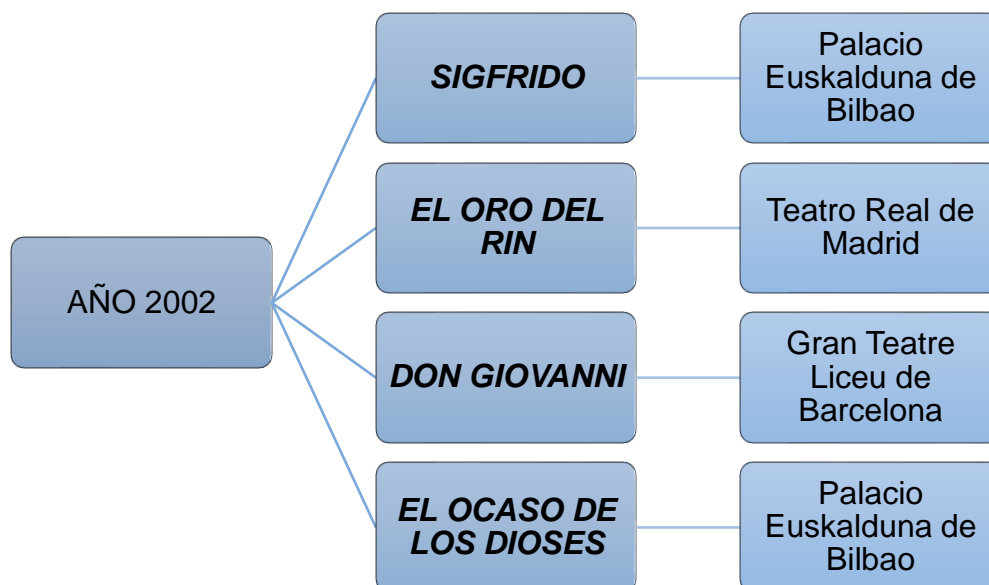 AÑO 2002
SIGFRIDO
Palacio
Euskalduna de
Bilbao
EL ORO DEL
RIN
Teatro Real de
Madrid
DON GIOVANNI
Gran Teatre
Liceu de
Barcelona
EL OCASO DE
LOS DIOSES
Palacio
Euskalduna de
Bilbao